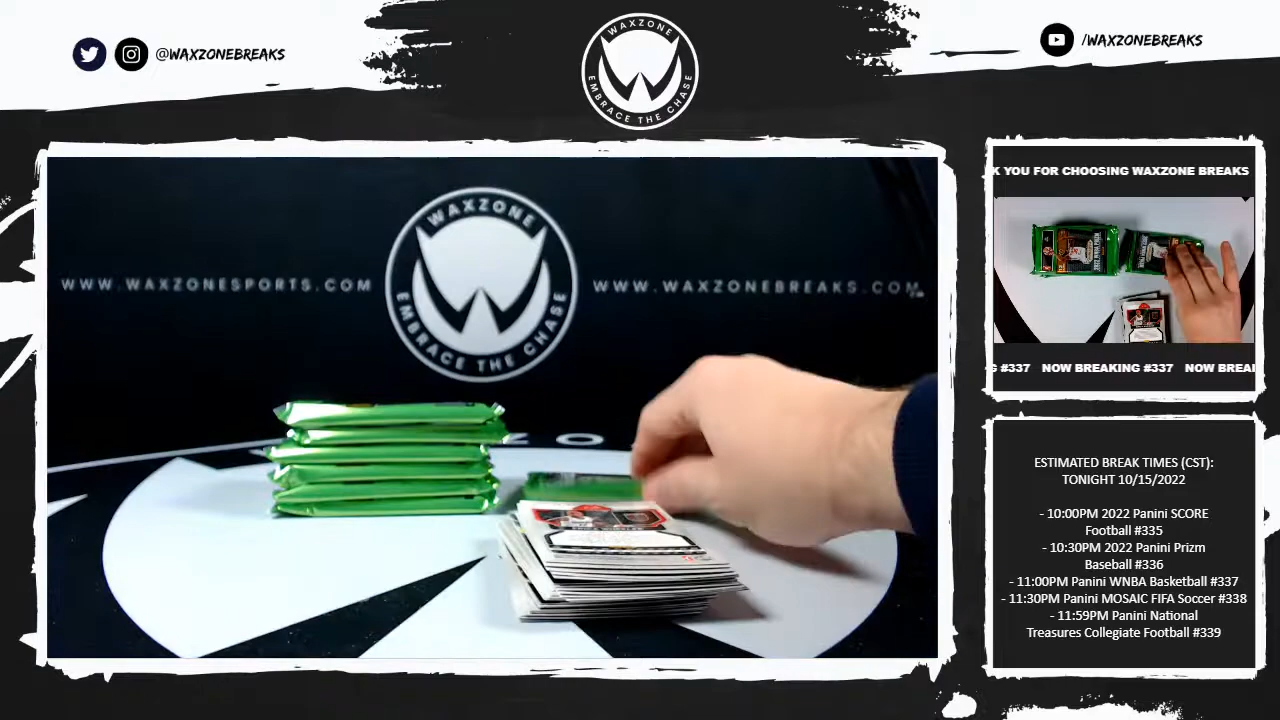 @WAXZONEBREAKS
WAXZONE
EMBRACE THE CHASE
/WAXZONEBREAKS
WWW.WAXZONESPORTS.COM
WAXZONE
EMBRACE THE CHASE
WWW.WAXZONEBREAKS.COM
ZO
K YOU FOR CHOOSING WAXZONE BREAKS
G #337 NOW BREAKING #337 NOW BREAI
ESTIMATED BREAK TIMES (CST):
TONIGHT 10/15/2022
- 10:00PM 2022 Panini SCORE
Football #335
- 10:30PM 2022 Panini Prizm
Baseball #336
- 11:00PM Panini WNBA Basketball #337
- 11:30PM Panini MOSAIC FIFA Soccer #338
- 11:59PM Panini National
Treasures Collegiate Football #339